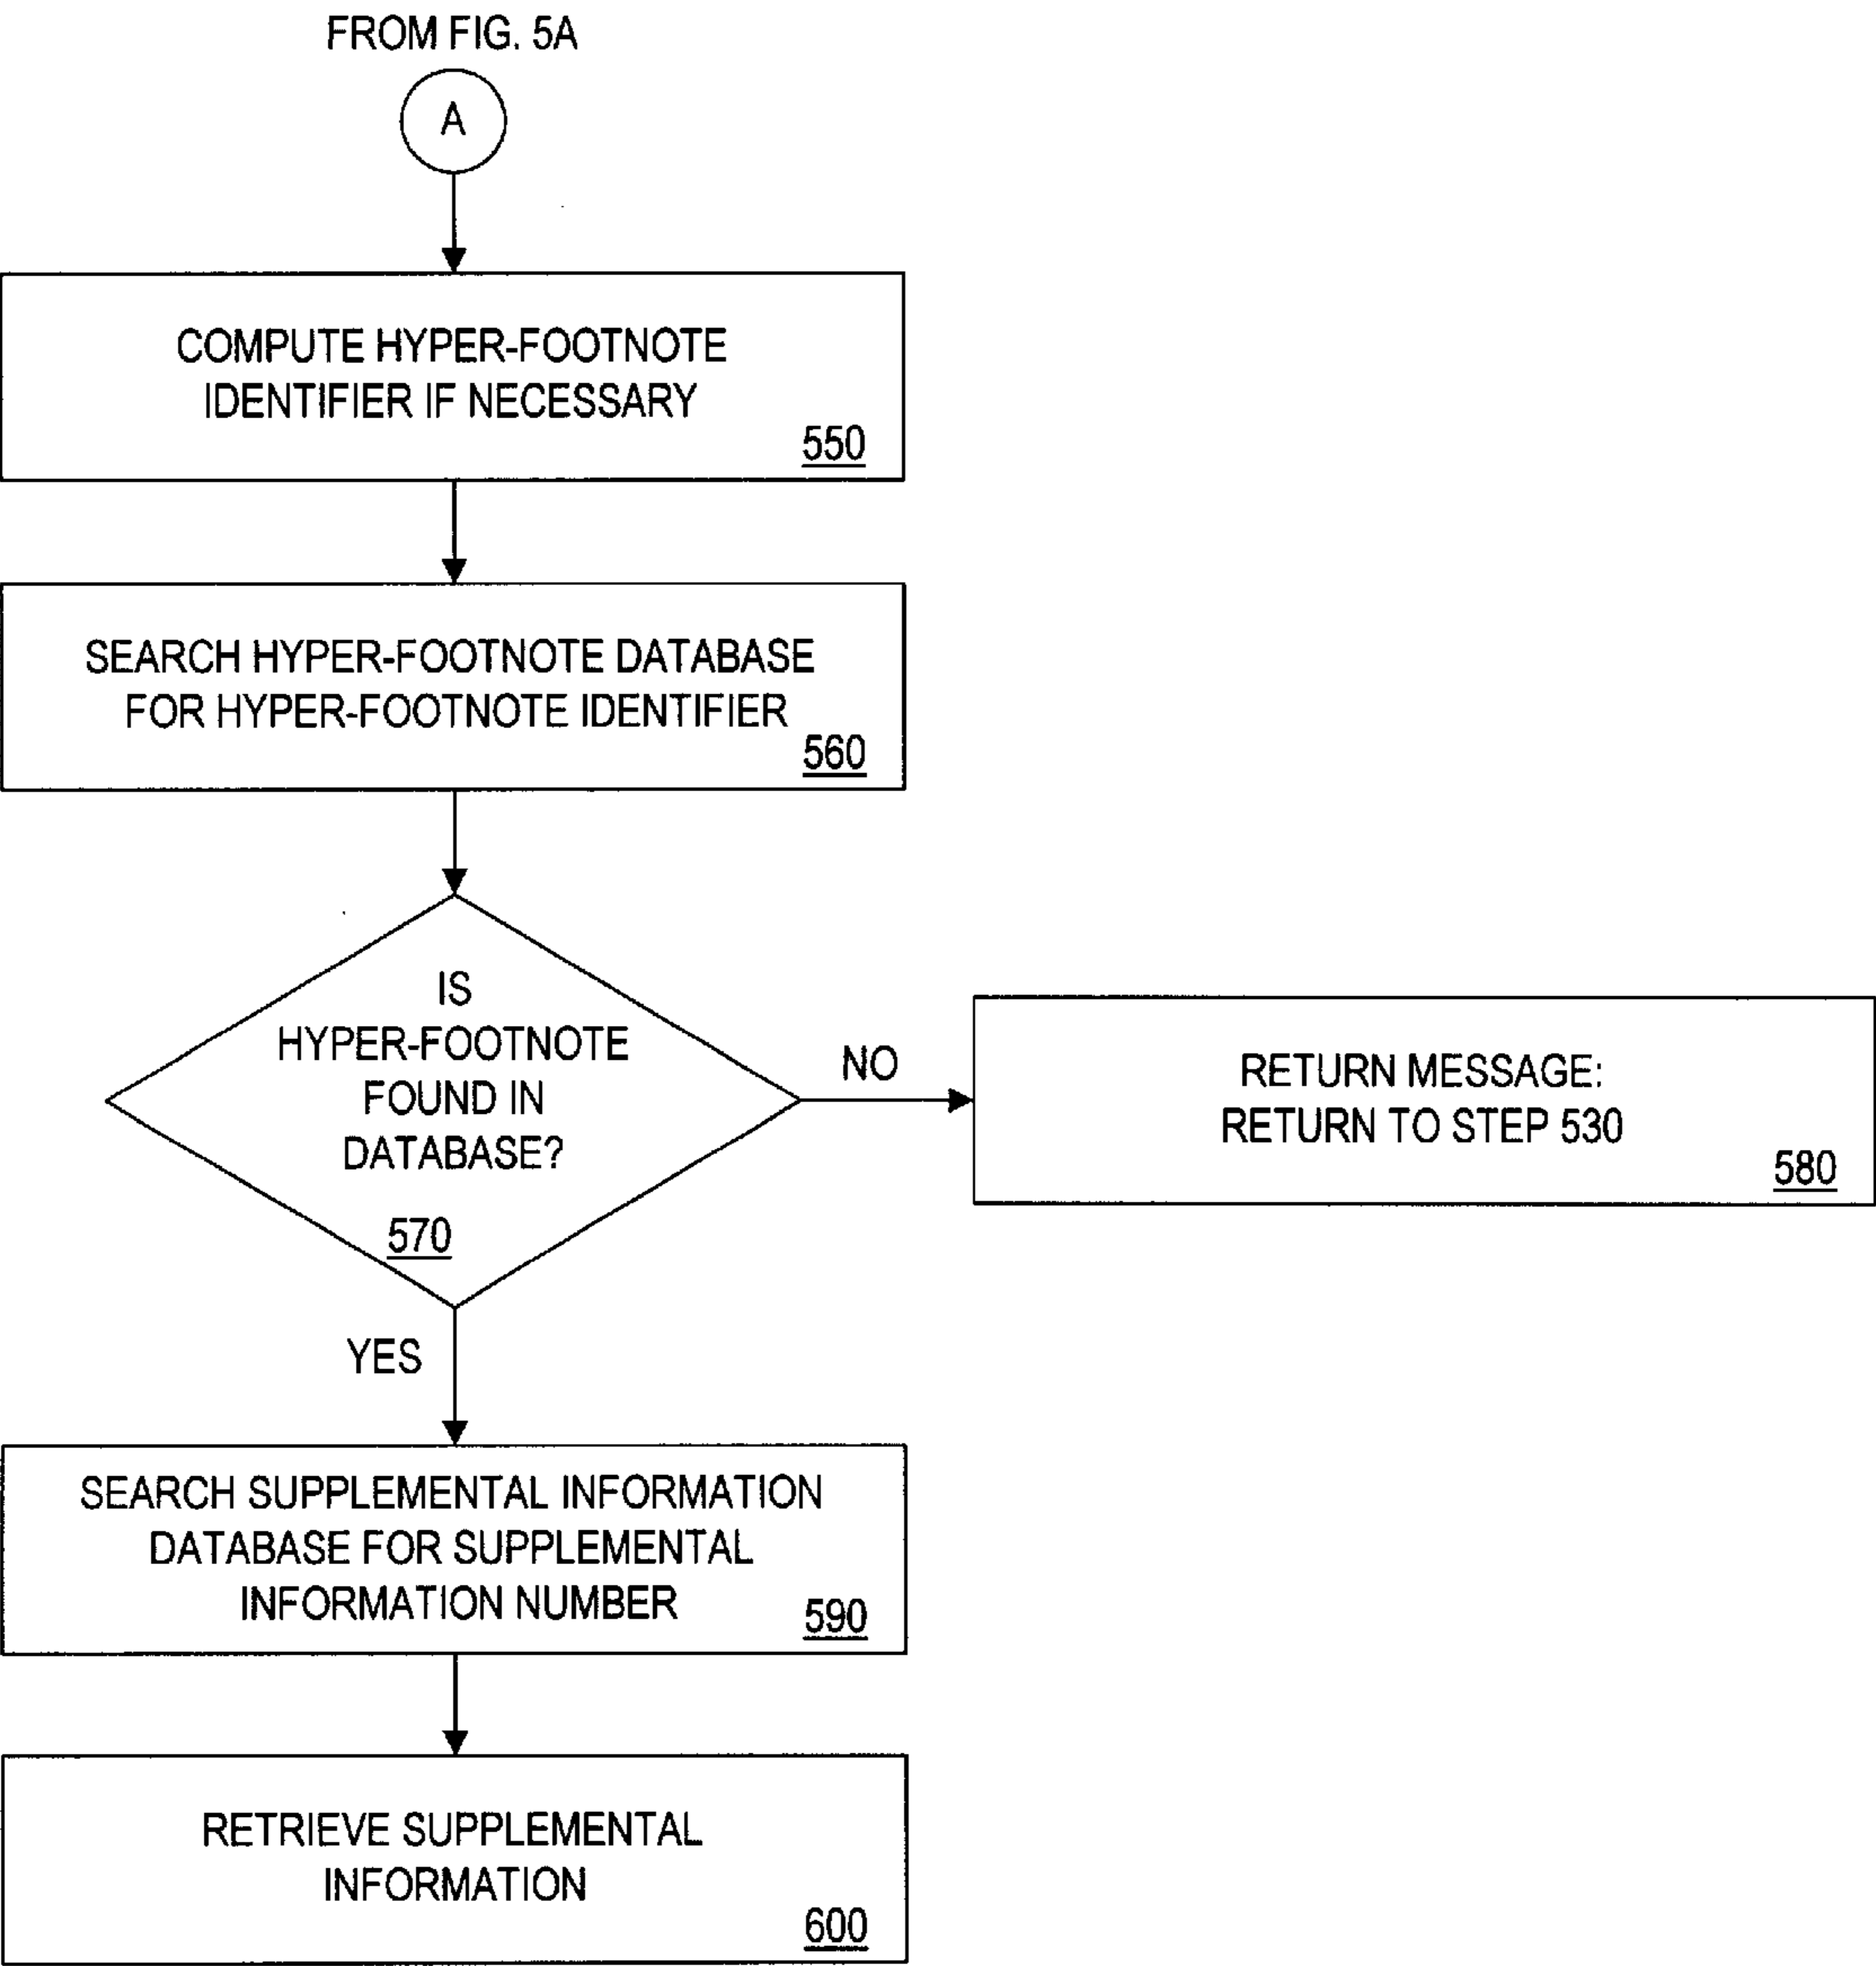 FROM FIG. 5A
A
COMPUTE HYPER-FOOTNOTE
IDENTIFIER IF NECESSARY
550
SEARCH HYPER-FOOTNOTE DATABASE
FOR HYPER-FOOTNOTE IDENTIFIER
560
IS
HYPER-FOOTNOTE
FOUND IN
DATABASE?
570
NO
RETURN MESSAGE:
RETURN TO STEP 530
580
YES
SEARCH SUPPLEMENTAL INFORMATION
DATABASE FOR SUPPLEMENTAL
INFORMATION NUMBER
590
RETRIEVE SUPPLEMENTAL
INFORMATION
600